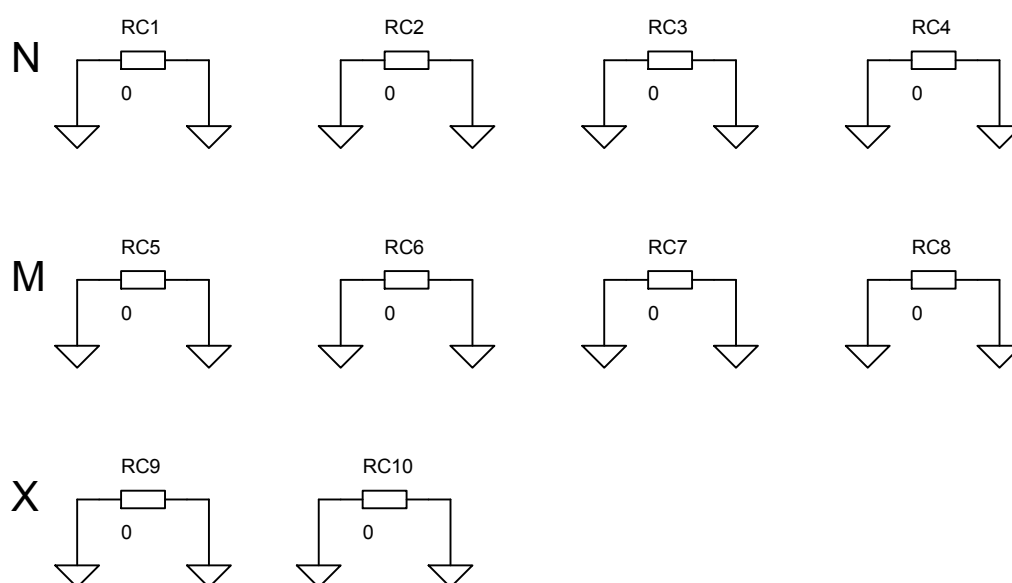 RC1 RC2 RC3 RC4
N
0 0 0 0
RC5 RC6 RC7 RC8
M
0 0 0 0
RC9 RC10
X
0 0